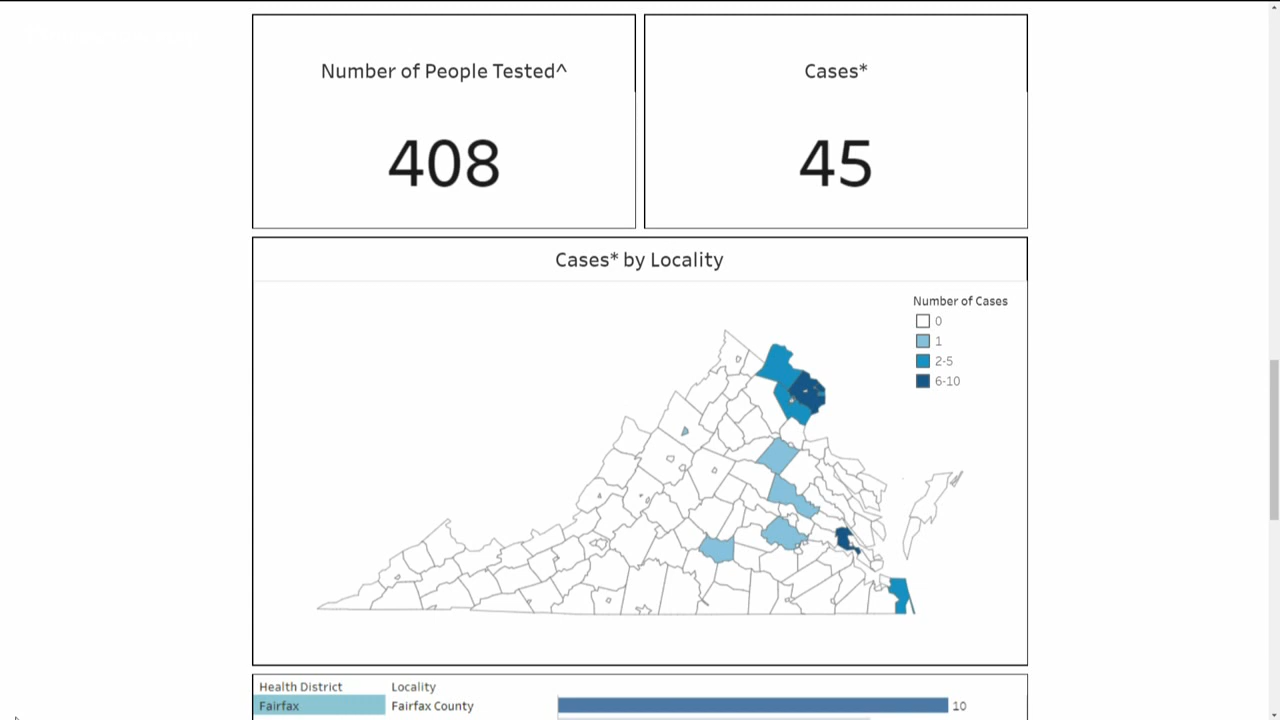 Number of People Tested^
Cases*
408
45
Cases* by Locality
Number of Cases
0
1
2-5
6-10
Health District
Locality
Fairfax
Fairfax County
10